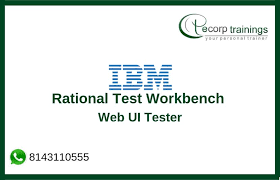 ecorp trainings
your personal trainer
IBM
Rational Test Workbench
Web UI Tester
8143110555